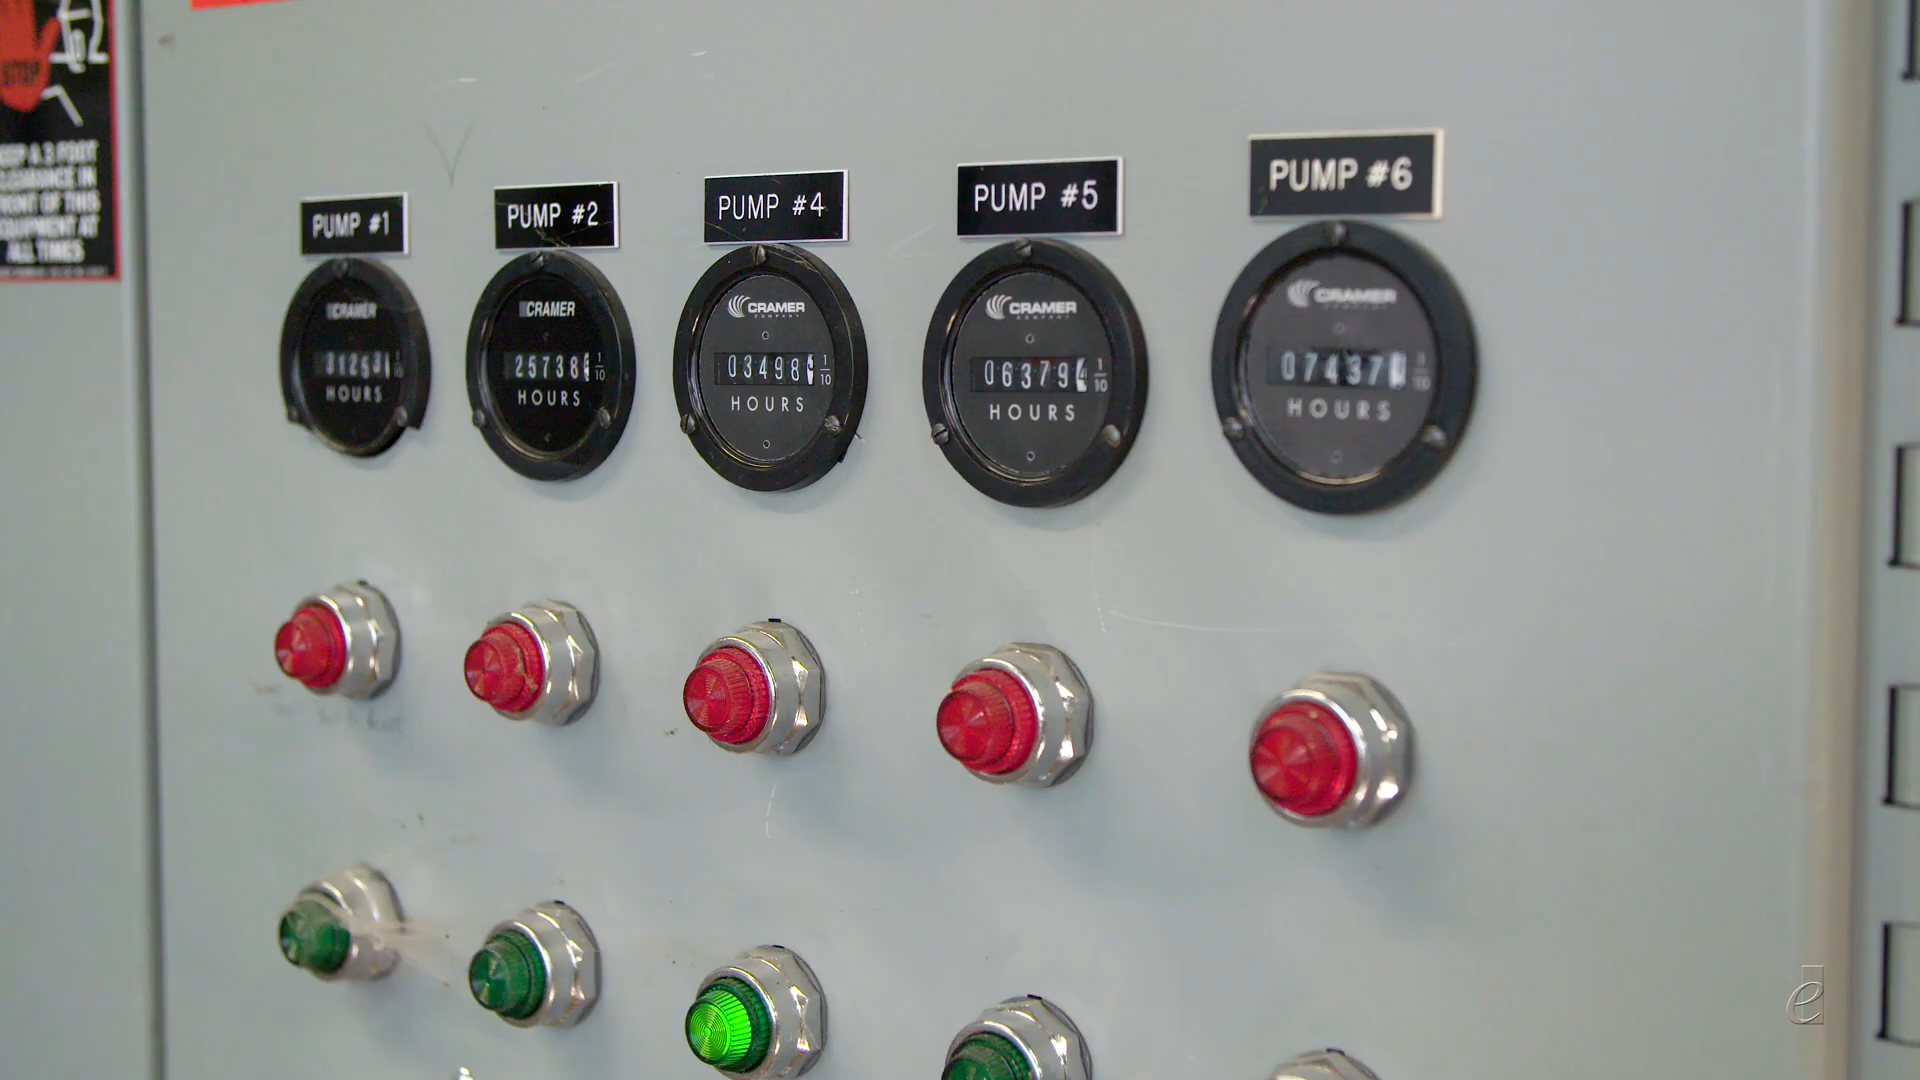 STOP
KEEP A 3 FOOT
CLEARANCE IN
FRONT OF THIS
EQUIPMENT AT
ALL TIMES
PUMP #1
PUMP #2
PUMP #4
PUMP #5
PUMP #6
CRAMER
HOURS
CRAMER
25738 1/10
HOURS
CRAMER
COMPANY
03498 1/10
HOURS
CRAMER
COMPANY
06379 1/10
HOURS
CRAMER
07437
HOURS
e